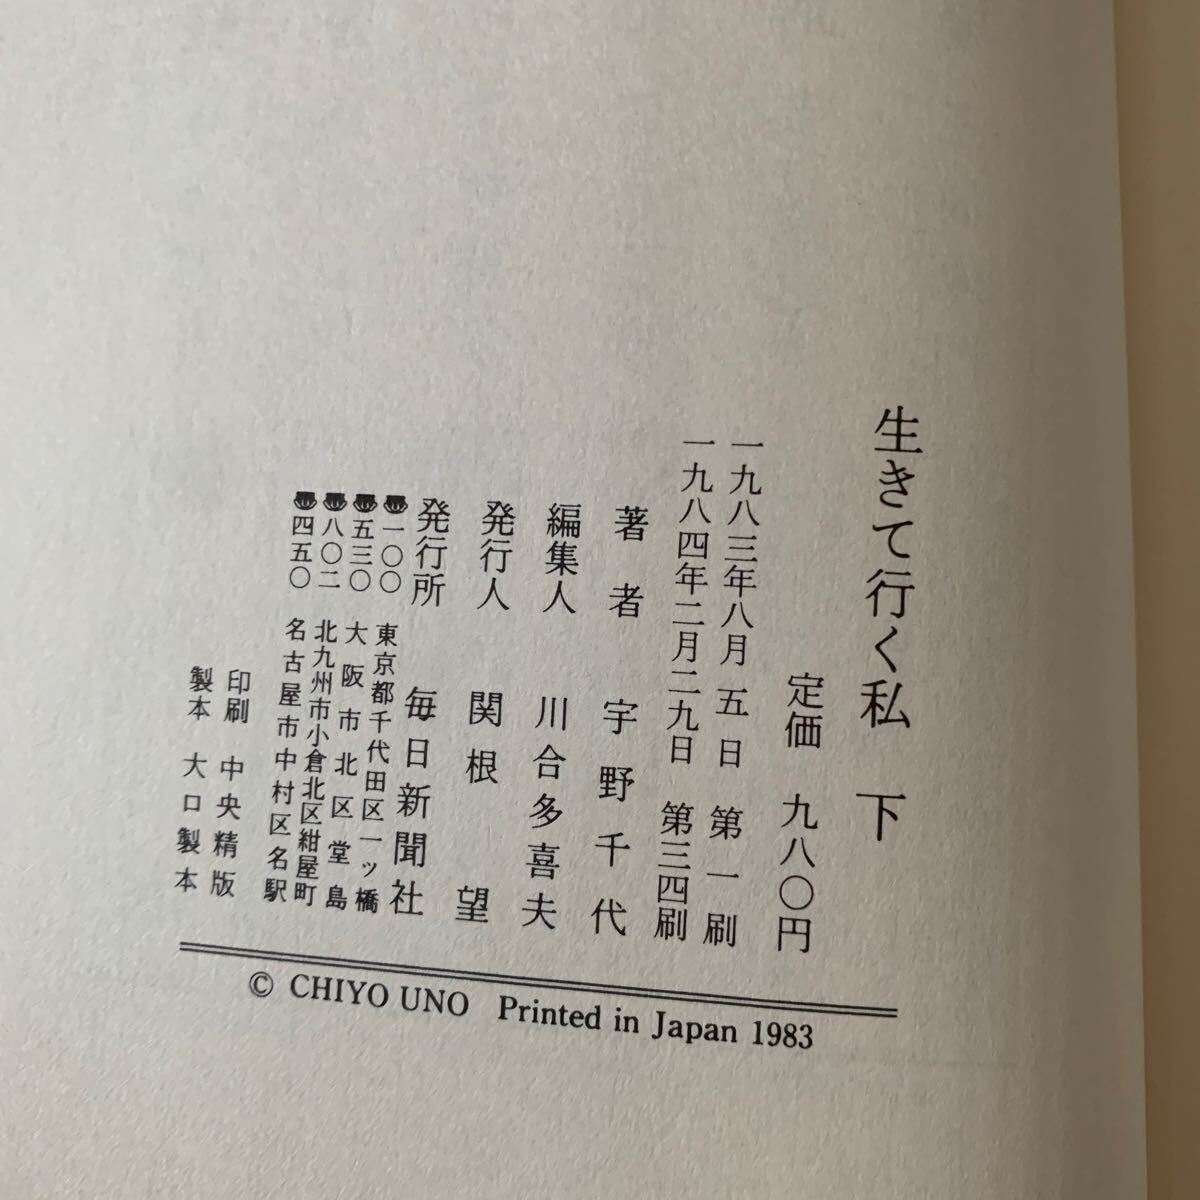 生きて行く私　下
定価　九八〇円
一九八三年八月　五日　第一刷
一九八四年二月二九日　第三四刷
著者　宇野千代
編集人　川合多喜夫
発行人　関根　望
発行所　毎日新聞社
〠一〇〇　東京都千代田区一ツ橋
〠五三〇　大阪市北区堂島
〠八〇二　北九州市小倉北区紺屋町
〠四五〇　名古屋市中村区名駅
印刷　中央精版
製本　大口製本
© CHIYO UNO　Printed in Japan 1983